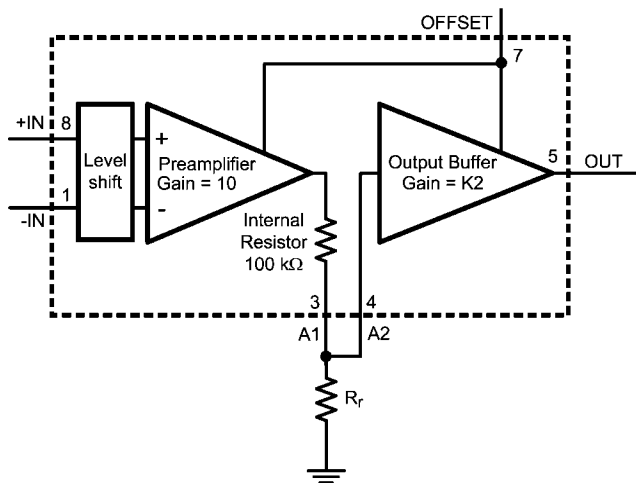 OFFSET
7
+IN
8
Level
shift
+
Preamplifier
Gain = 10
-
1
-IN
Output Buffer
Gain = K2
5
OUT
Internal
Resistor
100 kΩ
3
4
A1
A2
Rr